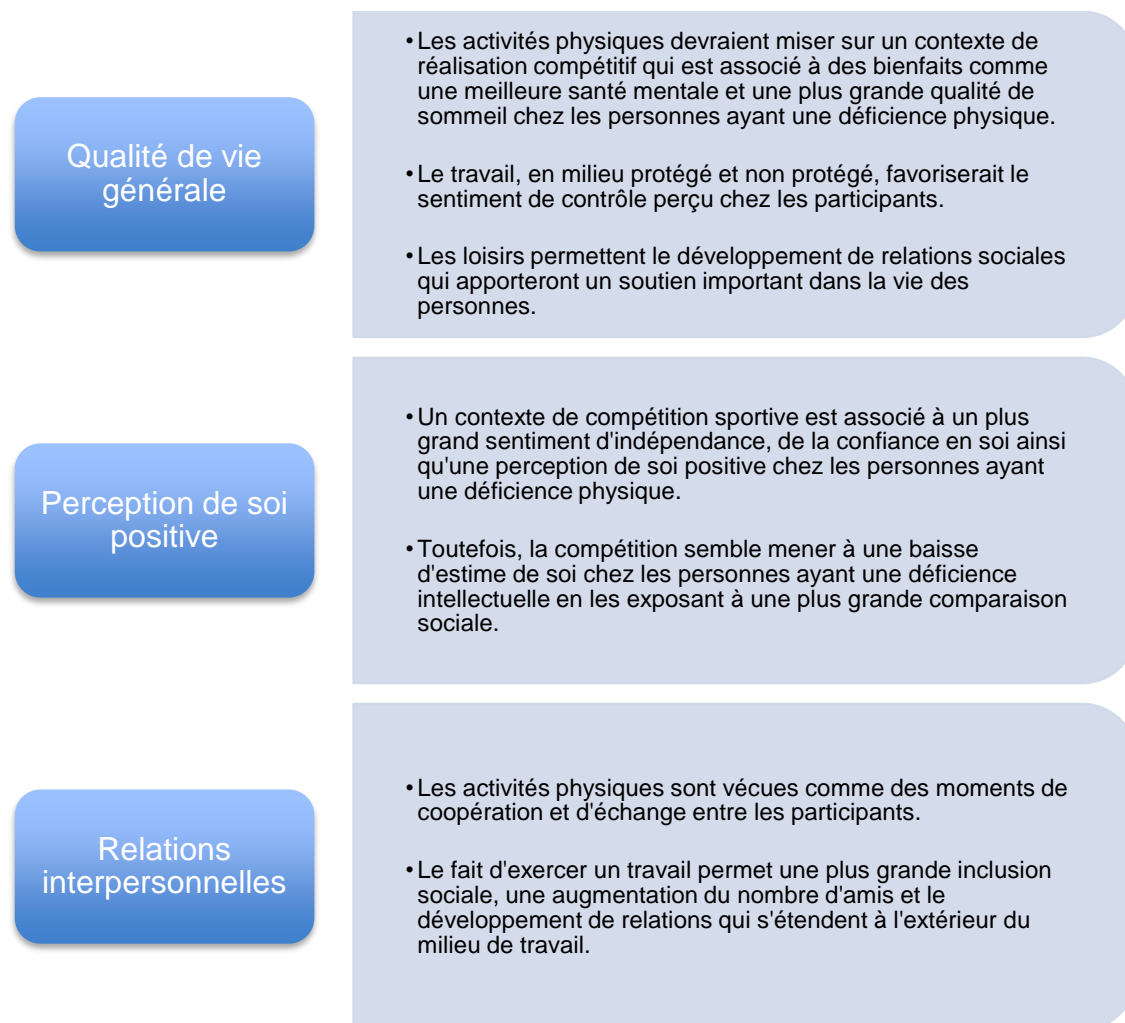 Qualité de vie
générale
• Les activités physiques devraient miser sur un contexte de
réalisation compétitif qui est associé à des bienfaits comme
une meilleure santé mentale et une plus grande qualité de
sommeil chez les personnes ayant une déficience physique.
• Le travail, en milieu protégé et non protégé, favoriserait le
sentiment de contrôle perçu chez les participants.
• Les loisirs permettent le développement de relations sociales
qui apporteront un soutien important dans la vie des
personnes.
Perception de soi
positive
• Un contexte de compétition sportive est associé à un plus
grand sentiment d'indépendance, de la confiance en soi ainsi
qu'une perception de soi positive chez les personnes ayant
une déficience physique.
• Toutefois, la compétition semble mener à une baisse
d'estime de soi chez les personnes ayant une déficience
intellectuelle en les exposant à une plus grande comparaison
sociale.
Relations
interpersonnelles
• Les activités physiques sont vécues comme des moments de
coopération et d'échange entre les participants.
• Le fait d'exercer un travail permet une plus grande inclusion
sociale, une augmentation du nombre d'amis et le
développement de relations qui s'étendent à l'extérieur du
milieu de travail.